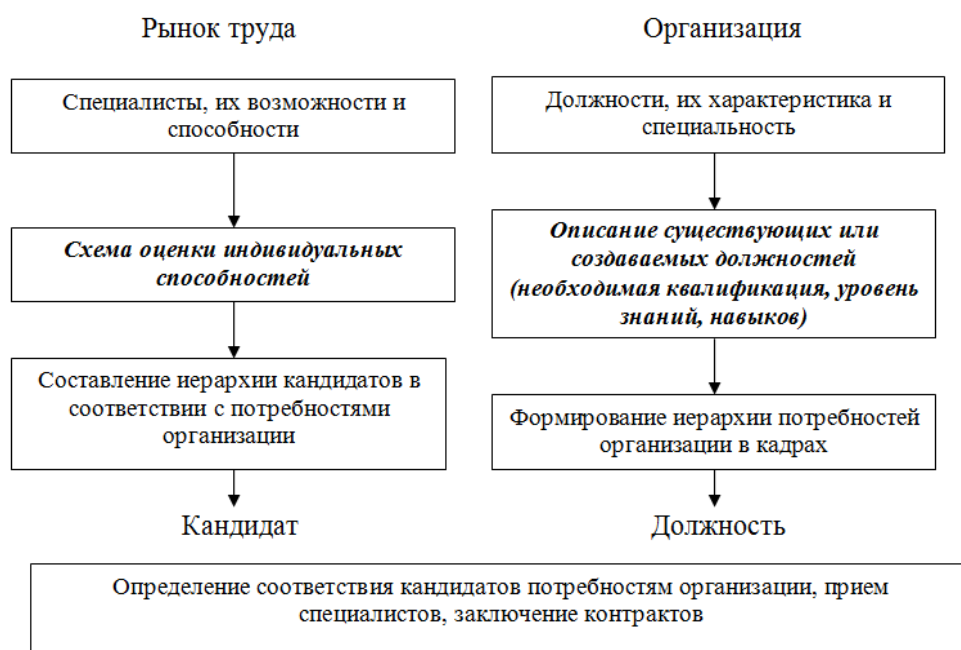 Рынок труда
Специалисты, их возможности и
способности
Схема оценки индивидуальных
способностей
Составление иерархии кандидатов в
соответствии с потребностями
организации
Кандидат
Организация
Должности, их характеристика и
специальность
Описание существующих или
создаваемых должностей
(необходимая квалификация, уровень
знаний, навыков)
Формирование иерархии потребностей
организации в кадрах
Должность
Определение соответствия кандидатов потребностям организации, прием
специалистов, заключение контрактов